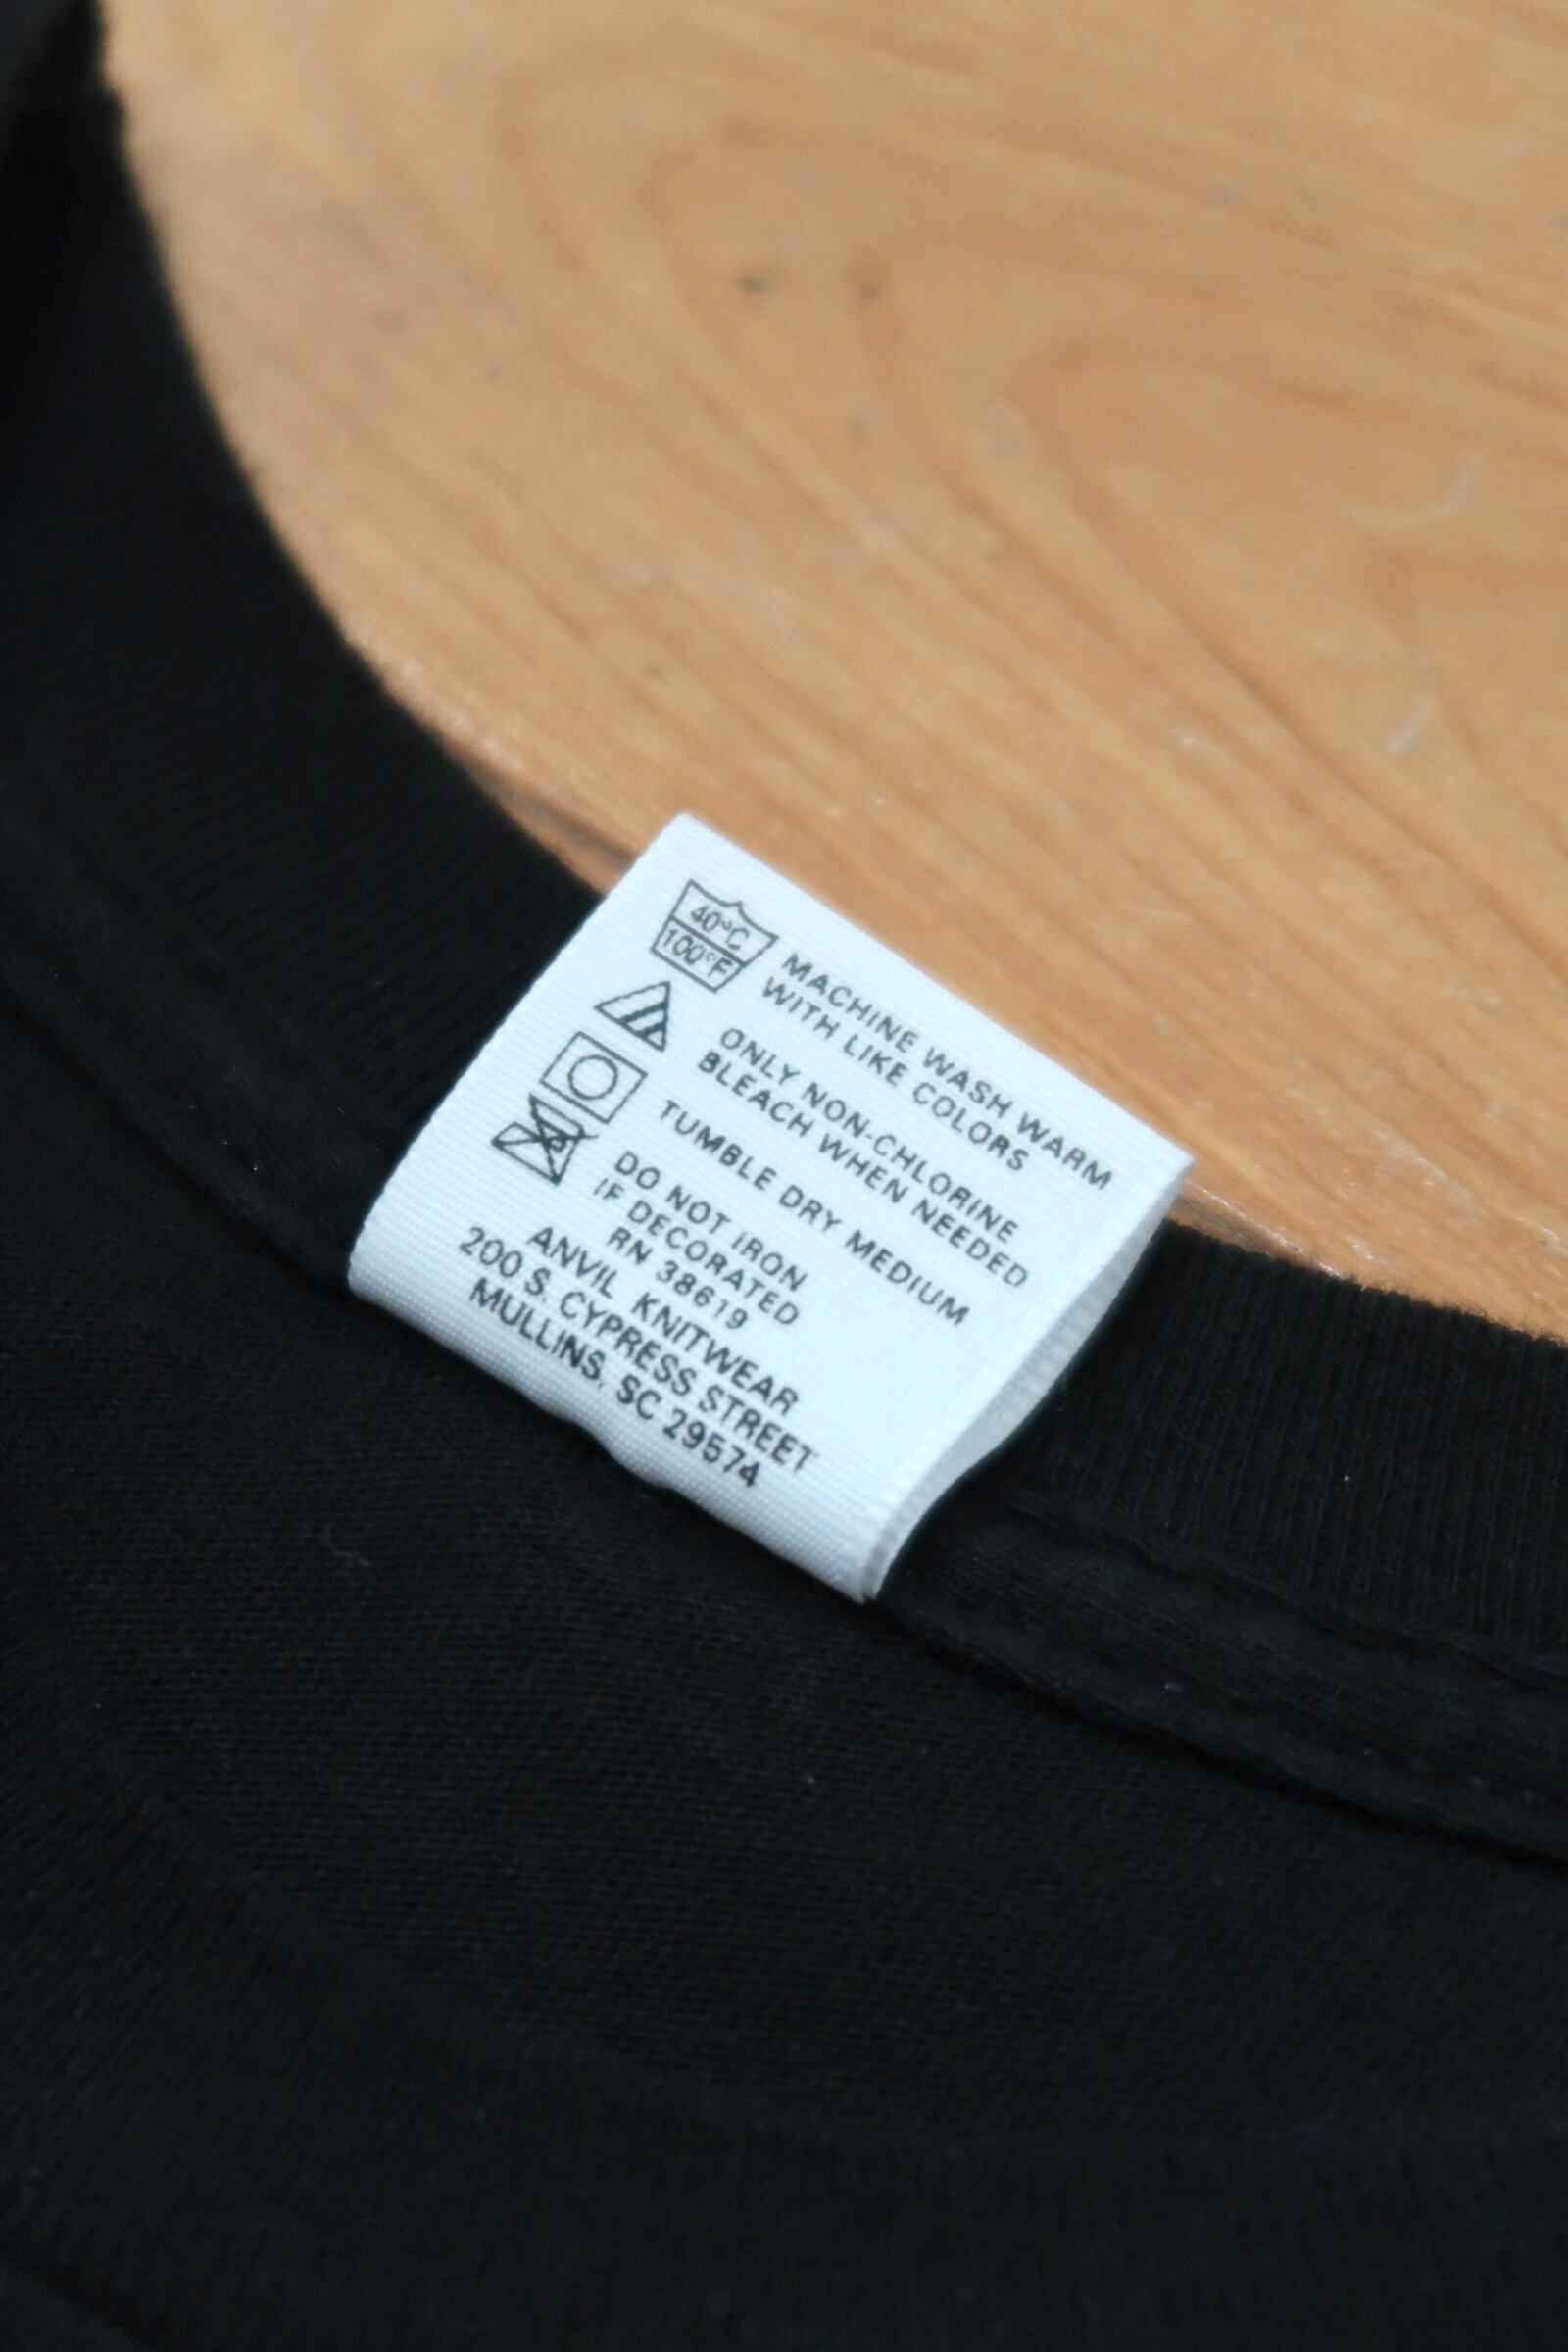 40°C
100°F
MACHINE WASH WARM
WITH LIKE COLORS
ONLY NON-CHLORINE
BLEACH WHEN NEEDED
TUMBLE DRY MEDIUM
DO NOT IRON
IF DECORATED
RN 38619
ANVIL KNITWEAR
200 S. CYPRESS STREET
MULLINS, SC 29574